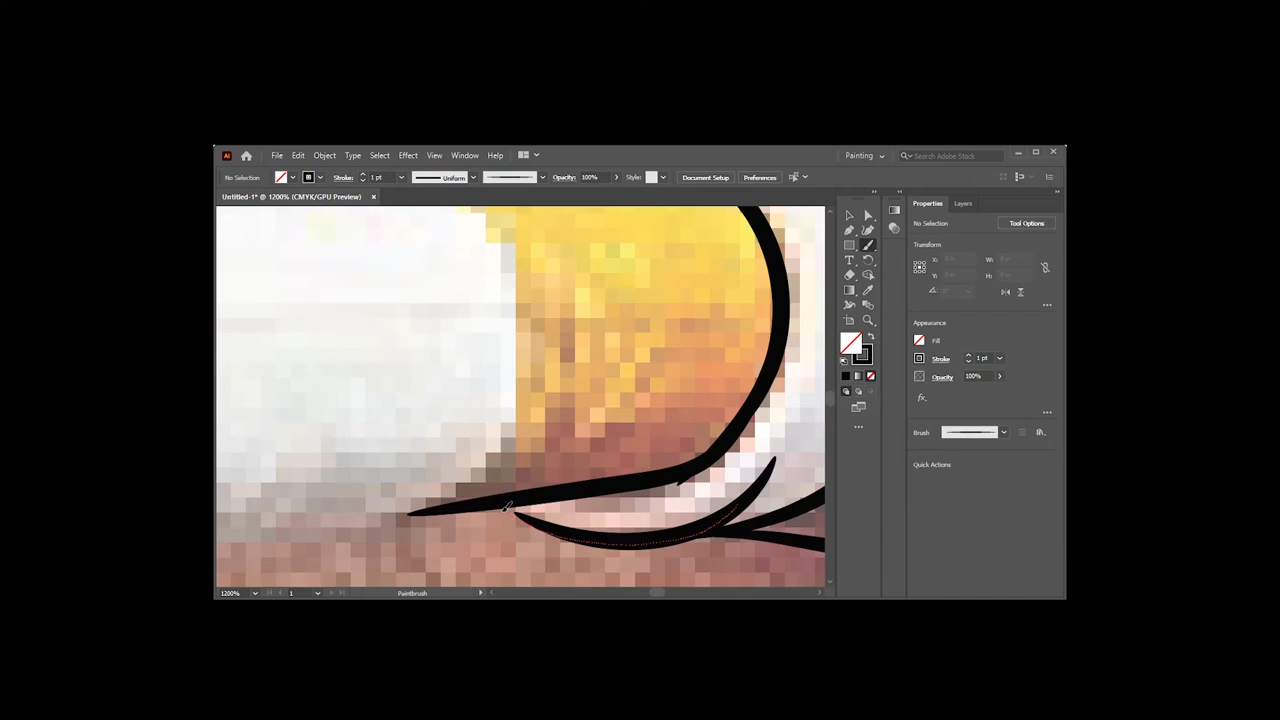 Ai File Edit Object Type Select Effect View Window Help Painting Search Adobe Stock
No Selection Stroke: 1 pt Uniform Opacity: 100% Style: Document Setup Preferences
Untitled-1* @ 1200% (CMYK/GPU Preview)
Properties Layers
No Selection Tool Options
Transform
X: W:
Y: H:
Appearance
Fill
Stroke 1 pt
Opacity 100%
fx.
Brush
Quick Actions
1200% 1 Paintbrush